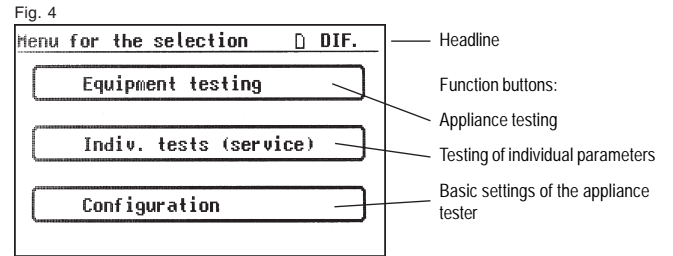 Fig. 4
Menu for the selection DIF.
Headline
Equipment testing
Function buttons:
Appliance testing
Indiv. tests (service)
Testing of individual parameters
Configuration
Basic settings of the appliance
tester